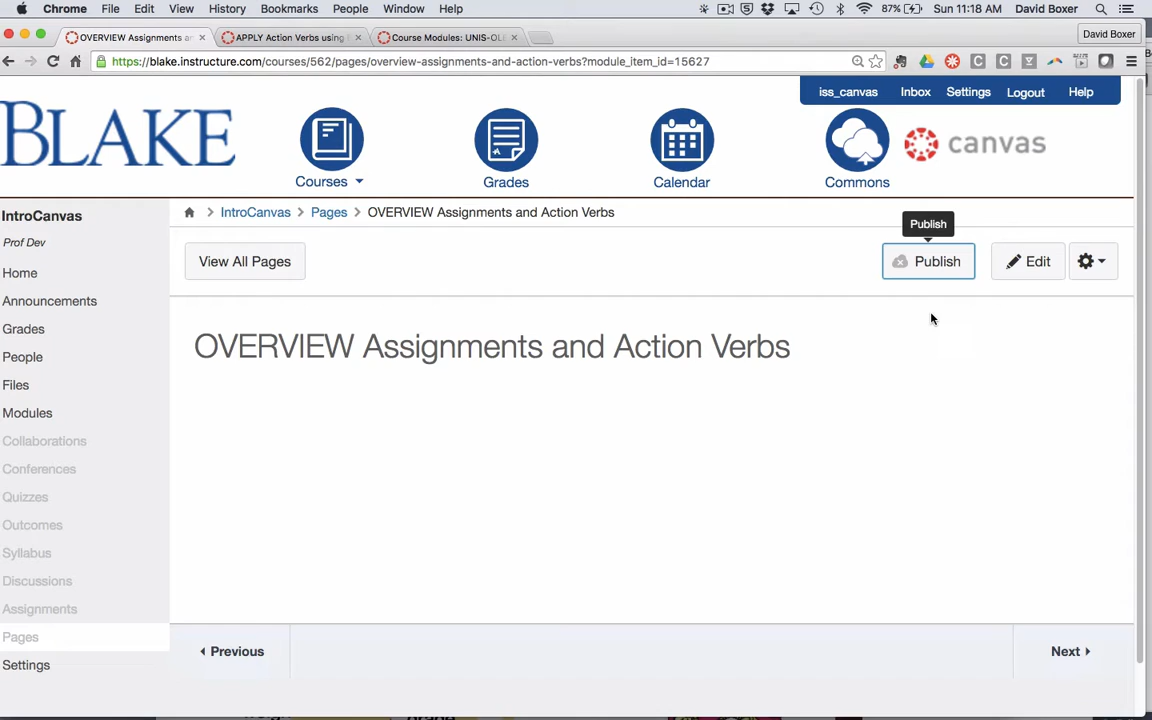 Chrome File Edit View History Bookmarks People Window Help 87% Sun 11:18 AM David Boxer
OVERVIEW Assignments an × APPLY Action Verbs using × Course Modules: UNIS-OLE × David Boxer
https://blake.instructure.com/courses/562/pages/overview-assignments-and-action-verbs?module_item_id=15627
iss_canvas Inbox Settings Logout Help
BLAKE
canvas
Courses Grades Calendar Commons
IntroCanvas
Prof Dev
Home
Announcements
Grades
People
Files
Modules
Collaborations
Conferences
Quizzes
Outcomes
Syllabus
Discussions
Assignments
Pages
Settings
IntroCanvas > Pages > OVERVIEW Assignments and Action Verbs
Publish
View All Pages Publish Edit
OVERVIEW Assignments and Action Verbs
Previous Next